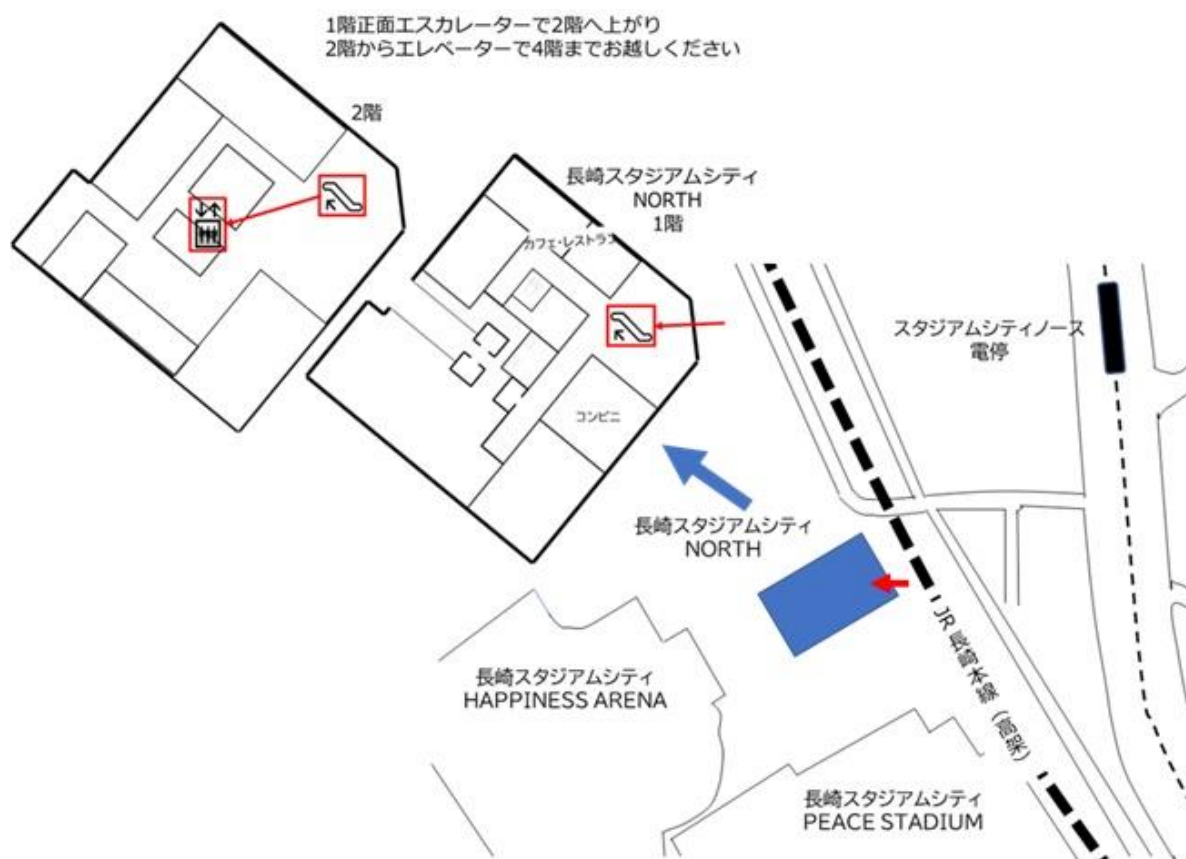 1階正面エスカレーターで2階へ上がり
2階からエレベーターで4階までお越しください
2階
長崎スタジアムシティ
NORTH
1階
カフェ・レストラン
コンビニ
スタジアムシティノース
電停
長崎スタジアムシティ
NORTH
JR 長崎本線（高架）
長崎スタジアムシティ
HAPPINESS ARENA
長崎スタジアムシティ
PEACE STADIUM